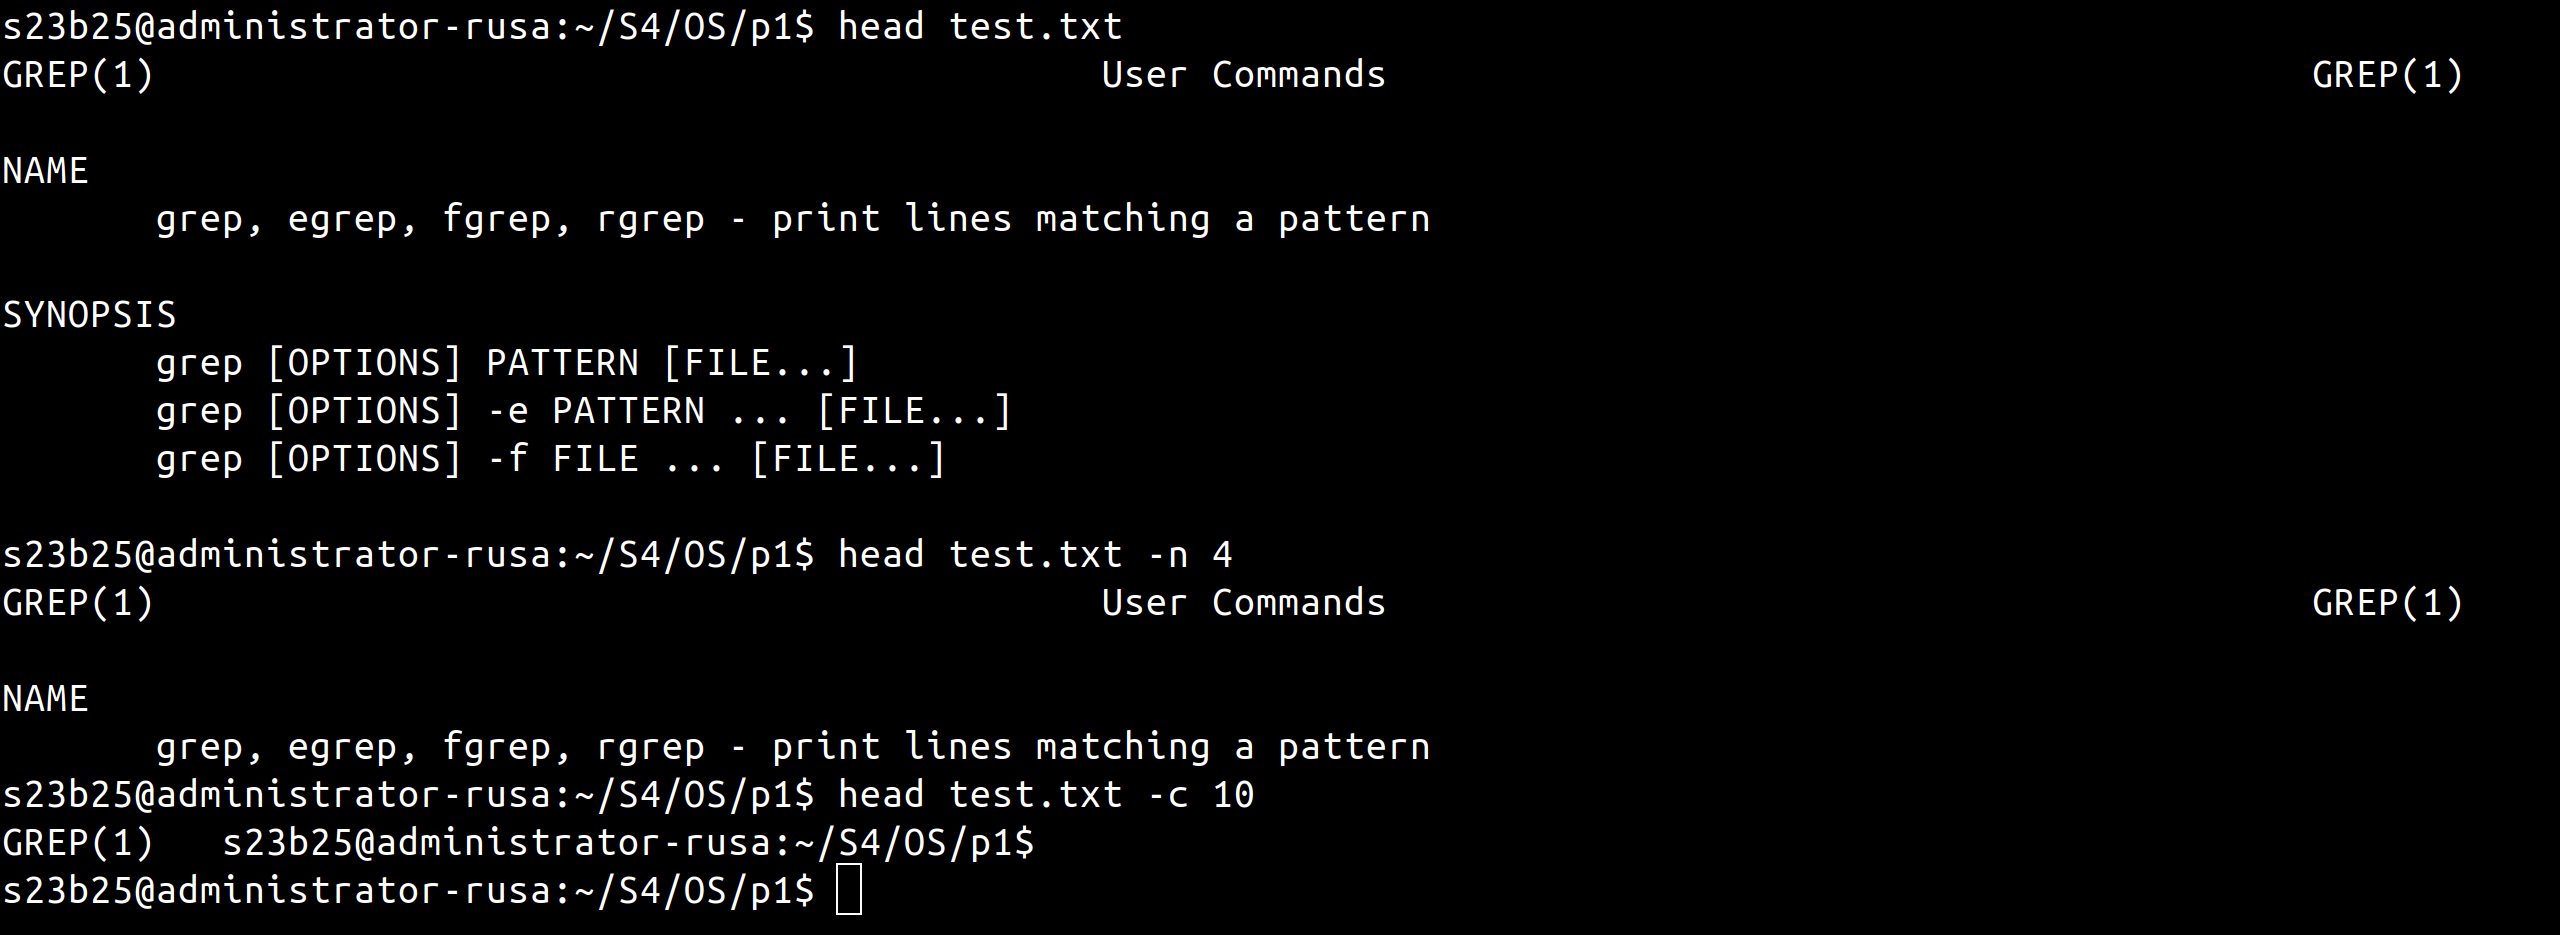 s23b25@administrator-rusa:~/S4/OS/p1$ head test.txt
GREP(1)                                           User Commands                                          GREP(1)

NAME
       grep, egrep, fgrep, rgrep - print lines matching a pattern

SYNOPSIS
       grep [OPTIONS] PATTERN [FILE...]
       grep [OPTIONS] -e PATTERN ... [FILE...]
       grep [OPTIONS] -f FILE ... [FILE...]

s23b25@administrator-rusa:~/S4/OS/p1$ head test.txt -n 4
GREP(1)                                           User Commands                                          GREP(1)

NAME
       grep, egrep, fgrep, rgrep - print lines matching a pattern
s23b25@administrator-rusa:~/S4/OS/p1$ head test.txt -c 10
GREP(1)   s23b25@administrator-rusa:~/S4/OS/p1$
s23b25@administrator-rusa:~/S4/OS/p1$